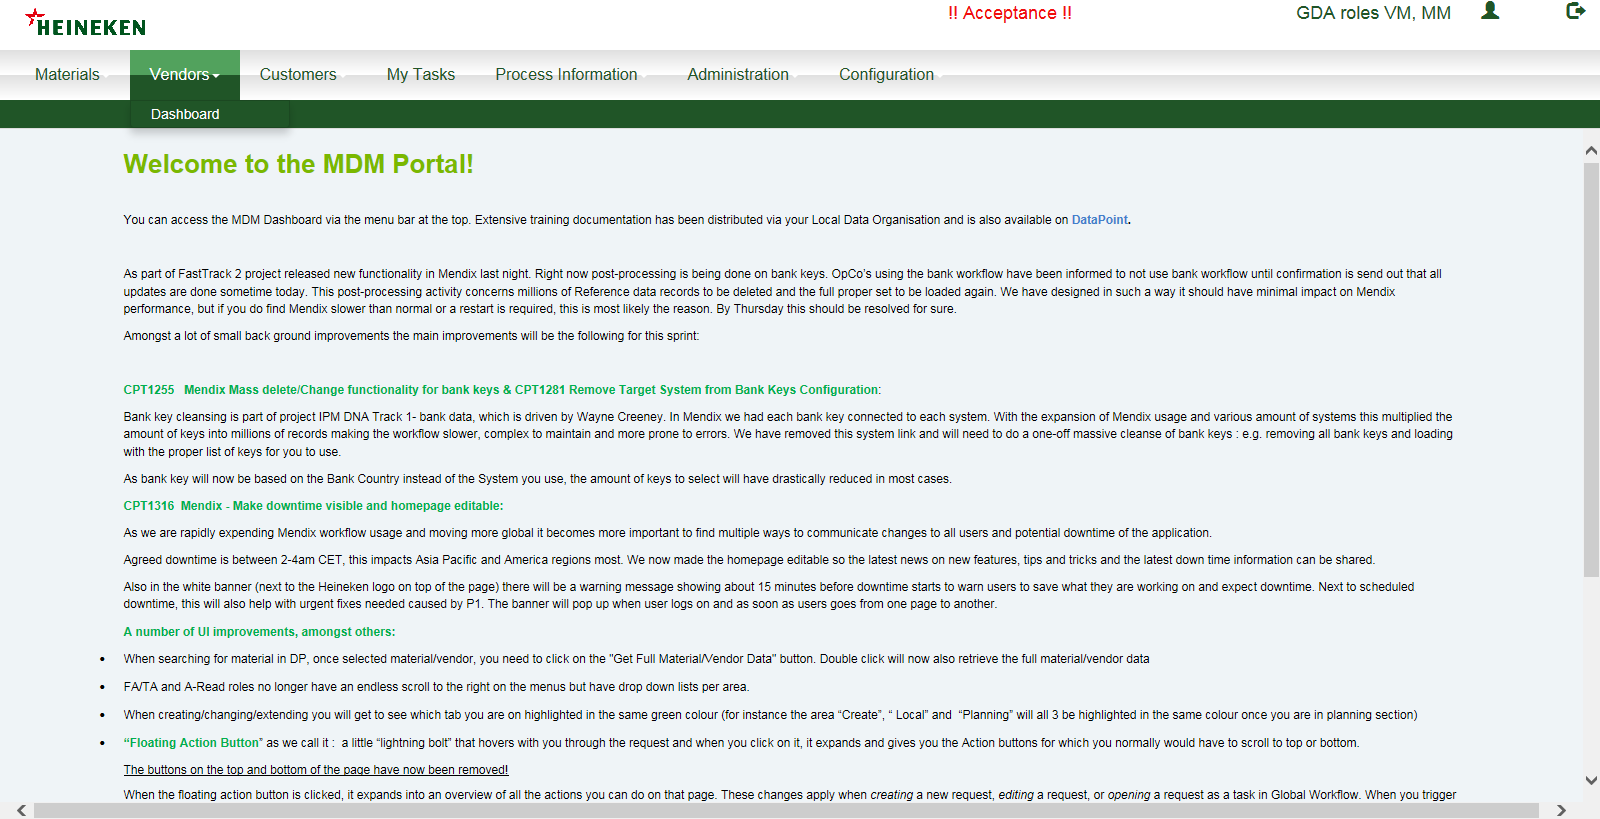 HEINEKEN
!! Acceptance !!
GDA roles VM, MM
Materials
Vendors
Customers
My Tasks
Process Information
Administration
Configuration
Dashboard
Welcome to the MDM Portal!
You can access the MDM Dashboard via the menu bar at the top. Extensive training documentation has been distributed via your Local Data Organisation and is also available on DataPoint.
As part of FastTrack 2 project released new functionality in Mendix last night. Right now post-processing is being done on bank keys. OpCo's using the bank workflow have been informed to not use bank workflow until confirmation is send out that all
updates are done sometime today. This post-processing activity concerns millions of Reference data records to be deleted and the full proper set to be loaded again. We have designed in such a way it should have minimal impact on Mendix
performance, but if you do find Mendix slower than normal or a restart is required, this is most likely the reason. By Thursday this should be resolved for sure.
Amongst a lot of small back ground improvements the main improvements will be the following for this sprint:
CPT1255   Mendix Mass delete/Change functionality for bank keys & CPT1281 Remove Target System from Bank Keys Configuration:
Bank key cleansing is part of project IPM DNA Track 1- bank data, which is driven by Wayne Creeney. In Mendix we had each bank key connected to each system. With the expansion of Mendix usage and various amount of systems this multiplied the
amount of keys into millions of records making the workflow slower, complex to maintain and more prone to errors. We have removed this system link and will need to do a one-off massive cleanse of bank keys : e.g. removing all bank keys and loading
with the proper list of keys for you to use.
As bank key will now be based on the Bank Country instead of the System you use, the amount of keys to select will have drastically reduced in most cases.
CPT1316  Mendix - Make downtime visible and homepage editable:
As we are rapidly expending Mendix workflow usage and moving more global it becomes more important to find multiple ways to communicate changes to all users and potential downtime of the application.
Agreed downtime is between 2-4am CET, this impacts Asia Pacific and America regions most. We now made the homepage editable so the latest news on new features, tips and tricks and the latest down time information can be shared.
Also in the white banner (next to the Heineken logo on top of the page) there will be a warning message showing about 15 minutes before downtime starts to warn users to save what they are working on and expect downtime. Next to scheduled
downtime, this will also help with urgent fixes needed caused by P1. The banner will pop up when user logs on and as soon as users goes from one page to another.
A number of UI improvements, amongst others:
• When searching for material in DP, once selected material/vendor, you need to click on the "Get Full Material/Vendor Data" button. Double click will now also retrieve the full material/vendor data
• FA/TA and A-Read roles no longer have an endless scroll to the right on the menus but have drop down lists per area.
• When creating/changing/extending you will get to see which tab you are on highlighted in the same green colour (for instance the area “Create”, “ Local” and  “Planning” will all 3 be highlighted in the same colour once you are in planning section)
• “Floating Action Button” as we call it :  a little “lightning bolt” that hovers with you through the request and when you click on it, it expands and gives you the Action buttons for which you normally would have to scroll to top or bottom.
The buttons on the top and bottom of the page have now been removed!
When the floating action button is clicked, it expands into an overview of all the actions you can do on that page. These changes apply when creating a new request, editing a request, or opening a request as a task in Global Workflow. When you trigger